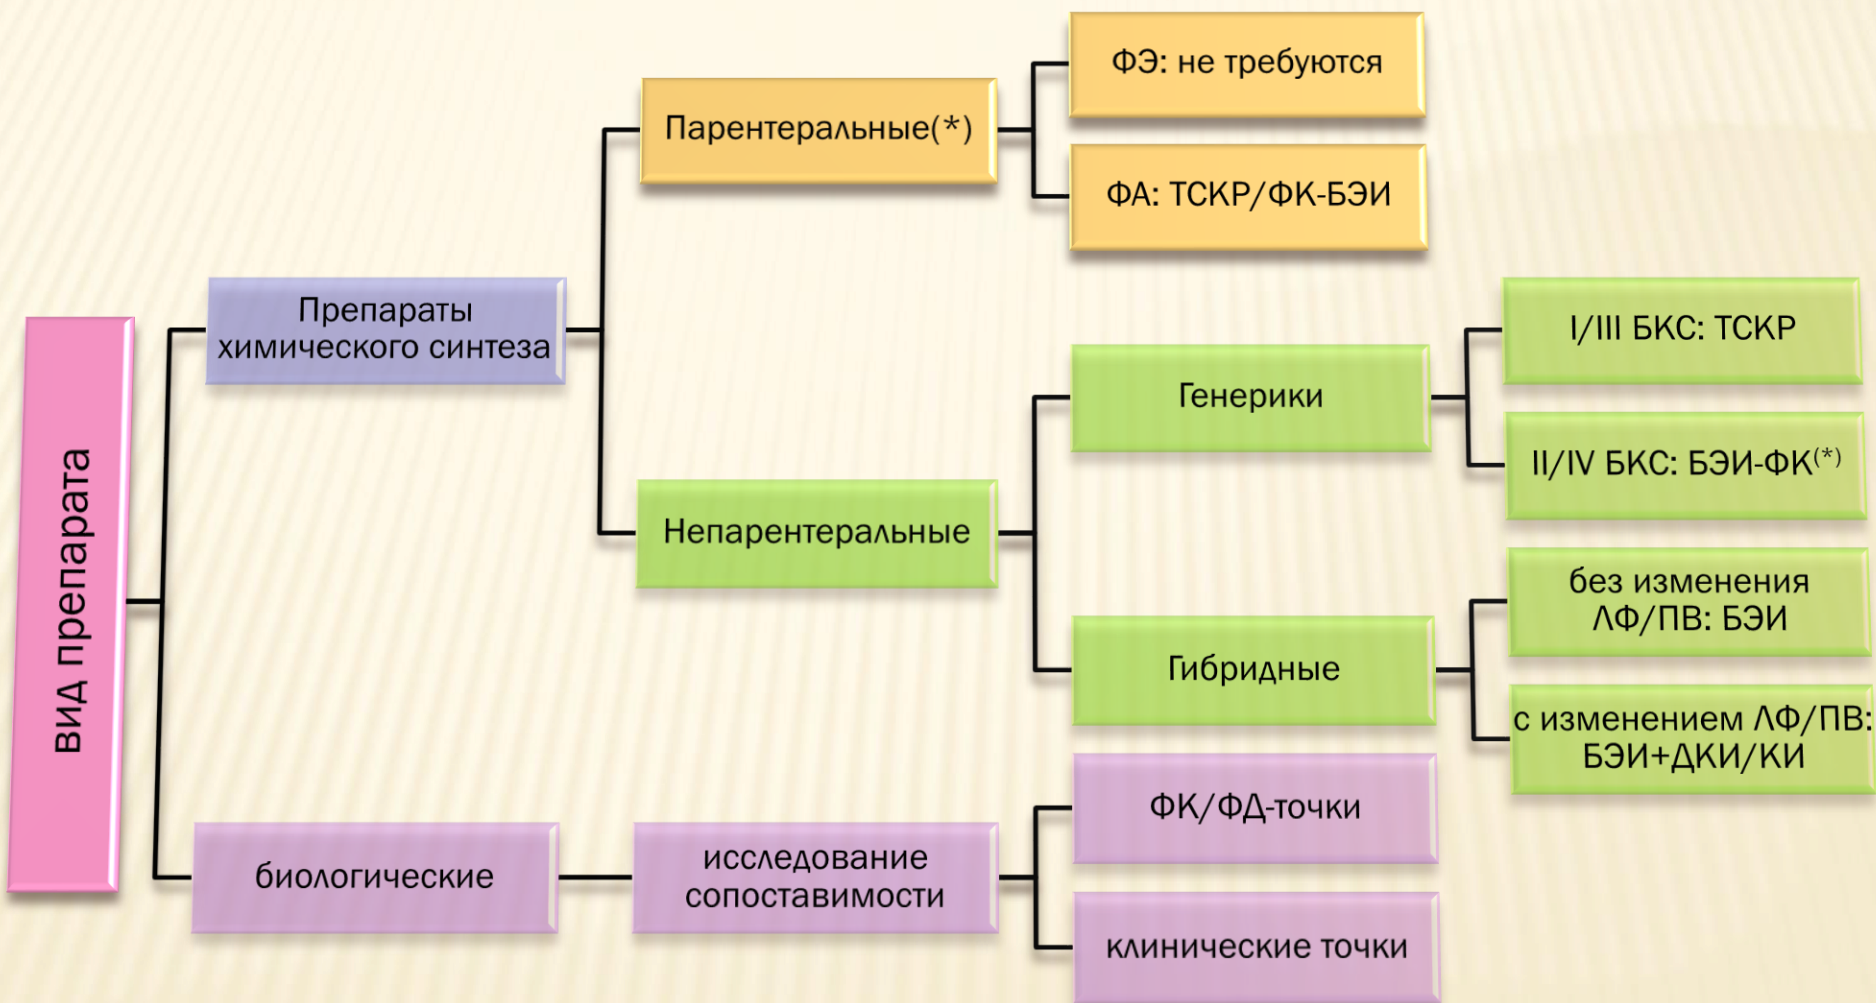 вид препарата
Препараты
химического синтеза
Парентеральные(*)
ФЭ: не требуются
ФА: ТСКР/ФК-БЭИ
Непарентеральные
Генерики
I/III БКС: ТСКР
II/IV БКС: БЭИ-ФК(*)
Гибридные
без изменения
ЛФ/ПВ: БЭИ
с изменением ЛФ/ПВ:
БЭИ+ДКИ/КИ
биологические
исследование
сопоставимости
ФК/ФД-точки
клинические точки